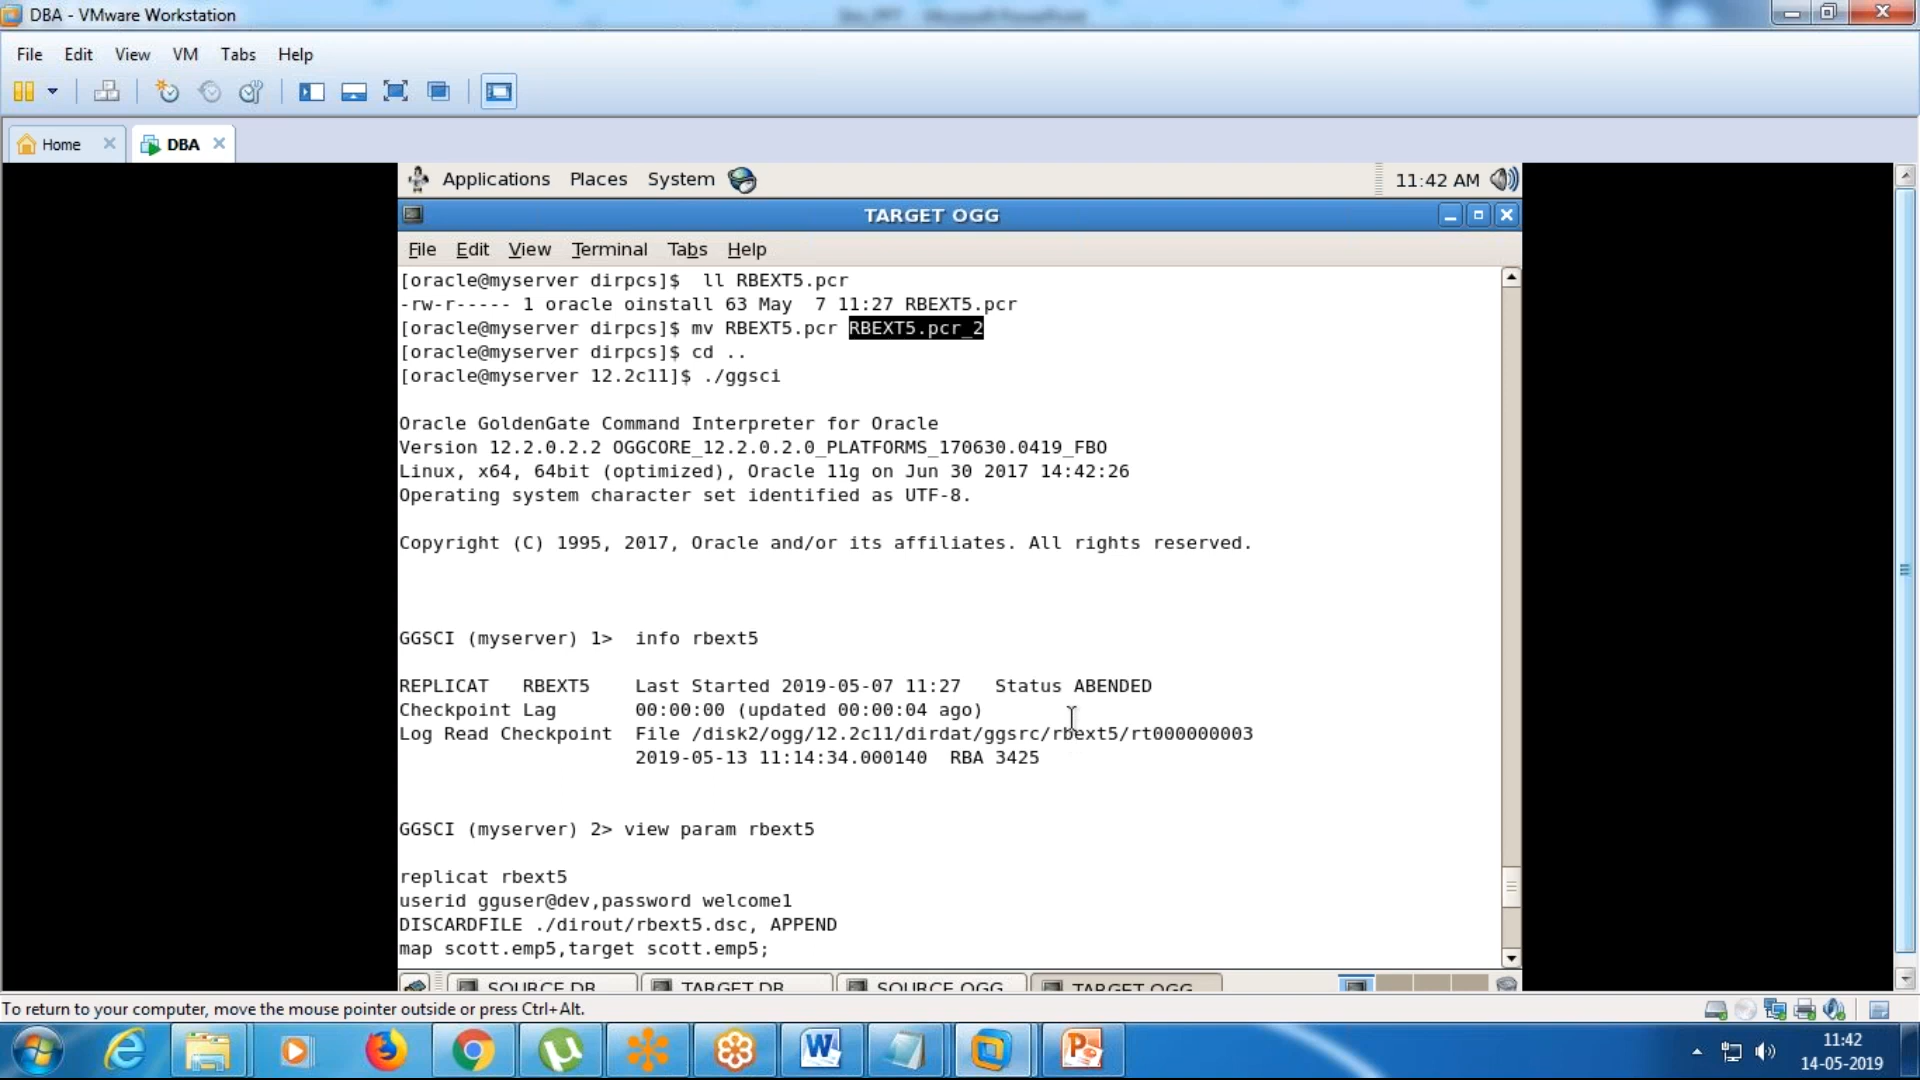 DBA - VMware Workstation
File Edit View VM Tabs Help
Home DBA
Applications Places System 11:42 AM
TARGET OGG
File Edit View Terminal Tabs Help
[oracle@myserver dirpcs]$  ll RBEXT5.pcr
-rw-r----- 1 oracle oinstall 63 May  7 11:27 RBEXT5.pcr
[oracle@myserver dirpcs]$ mv RBEXT5.pcr RBEXT5.pcr_2
[oracle@myserver dirpcs]$ cd ..
[oracle@myserver 12.2c11]$ ./ggsci
Oracle GoldenGate Command Interpreter for Oracle
Version 12.2.0.2.2 OGGCORE_12.2.0.2.0_PLATFORMS_170630.0419_FBO
Linux, x64, 64bit (optimized), Oracle 11g on Jun 30 2017 14:42:26
Operating system character set identified as UTF-8.
Copyright (C) 1995, 2017, Oracle and/or its affiliates. All rights reserved.
GGSCI (myserver) 1>  info rbext5
REPLICAT   RBEXT5    Last Started 2019-05-07 11:27   Status ABENDED
Checkpoint Lag       00:00:00 (updated 00:00:04 ago)
Log Read Checkpoint  File /disk2/ogg/12.2c11/dirdat/ggsrc/rbext5/rt000000003
2019-05-13 11:14:34.000140  RBA 3425
GGSCI (myserver) 2> view param rbext5
replicat rbext5
userid gguser@dev,password welcome1
DISCARDFILE ./dirout/rbext5.dsc, APPEND
map scott.emp5,target scott.emp5;
SOURCE DB TARGET DB SOURCE OGG TARGET OGG
To return to your computer, move the mouse pointer outside or press Ctrl+Alt.
11:42
14-05-2019